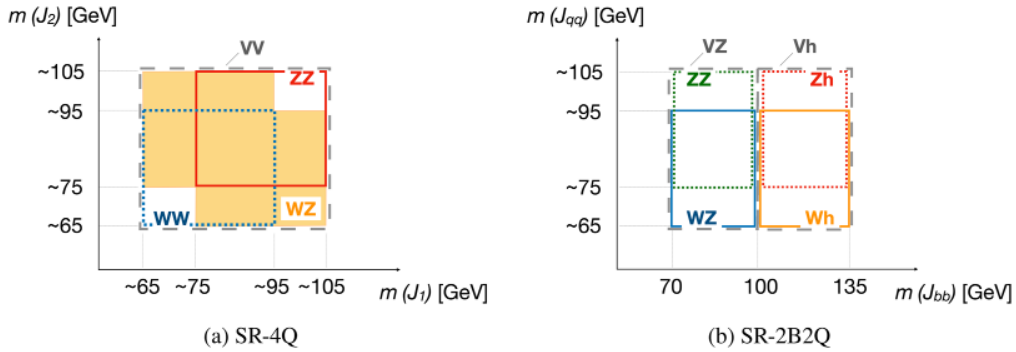 m (J2) [GeV]
VV
~105
ZZ
~95
~75
WZ
WW
~65
~65 ~75 ~95 ~105
m (J1) [GeV]
(a) SR-4Q
m (Jqq) [GeV]
VZ Vh
~105
ZZ Zh
~95
~75
WZ Wh
~65
70 100 135
m (Jbb) [GeV]
(b) SR-2B2Q